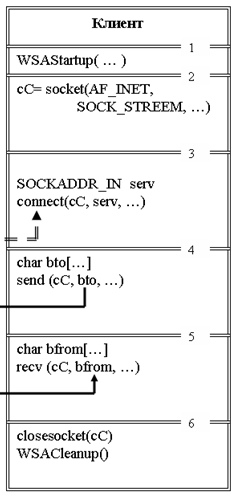 Клиент
1
WSAStartup( … )
2
cC= socket(AF_INET,
SOCK_STREEM, …)
3
SOCKADDR_IN serv
connect(cC, serv, …)
4
char bto[…]
send (cC, bto, …)
5
char bfrom[…]
recv (cC, bfrom, …)
6
closesocket(cC)
WSACleanup()